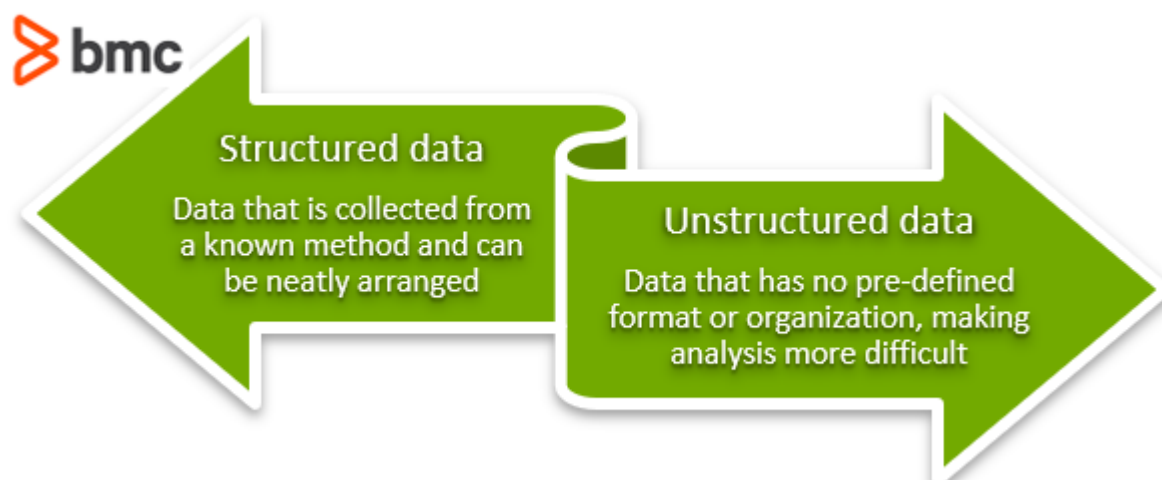 bmc
Structured data
Data that is collected from
a known method and can
be neatly arranged
Unstructured data
Data that has no pre-defined
format or organization, making
analysis more difficult